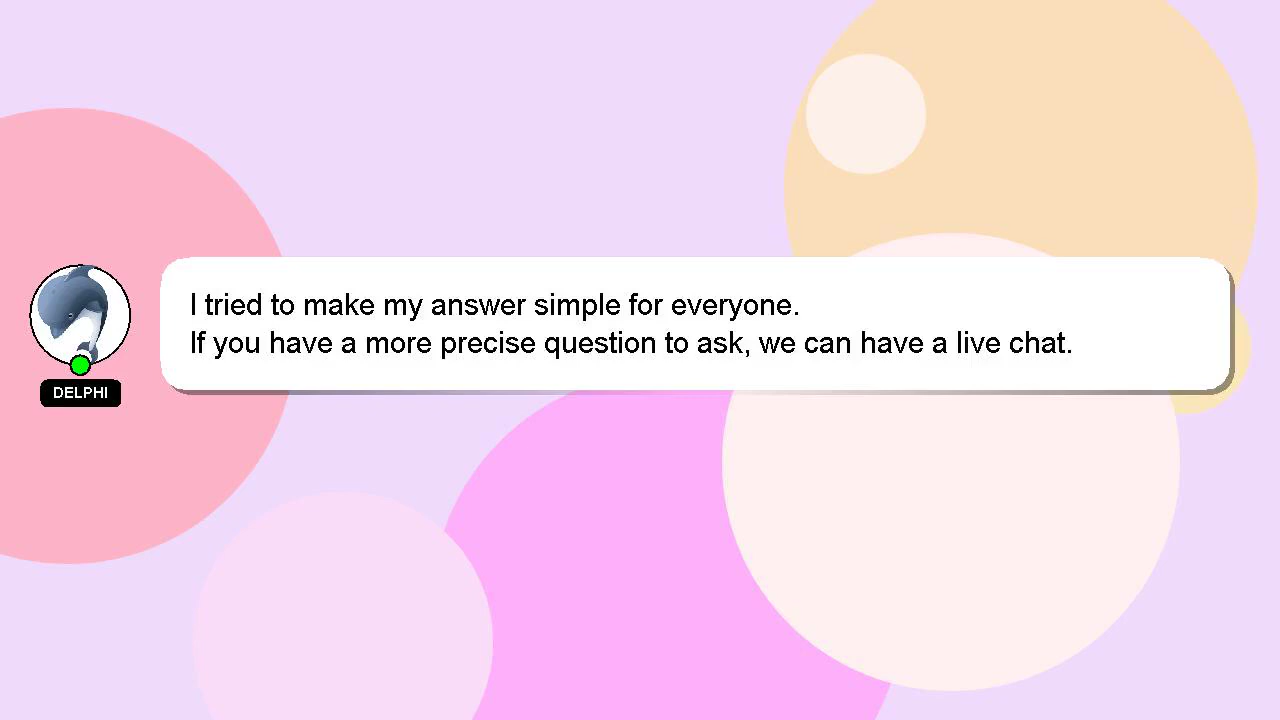 I tried to make my answer simple for everyone.
If you have a more precise question to ask, we can have a live chat.
DELPHI